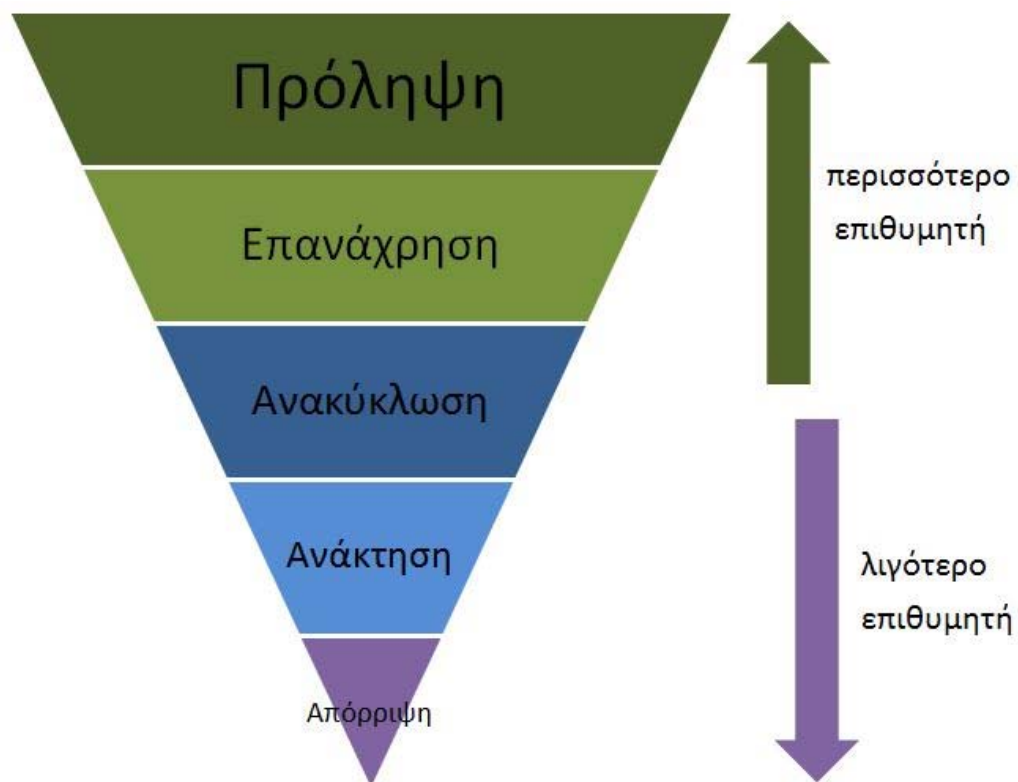 Πρόληψη
Επανάχρηση
Ανακύκλωση
Ανάκτηση
Απόρριψη
περισσότερο
επιθυμητή
λιγότερο
επιθυμητή